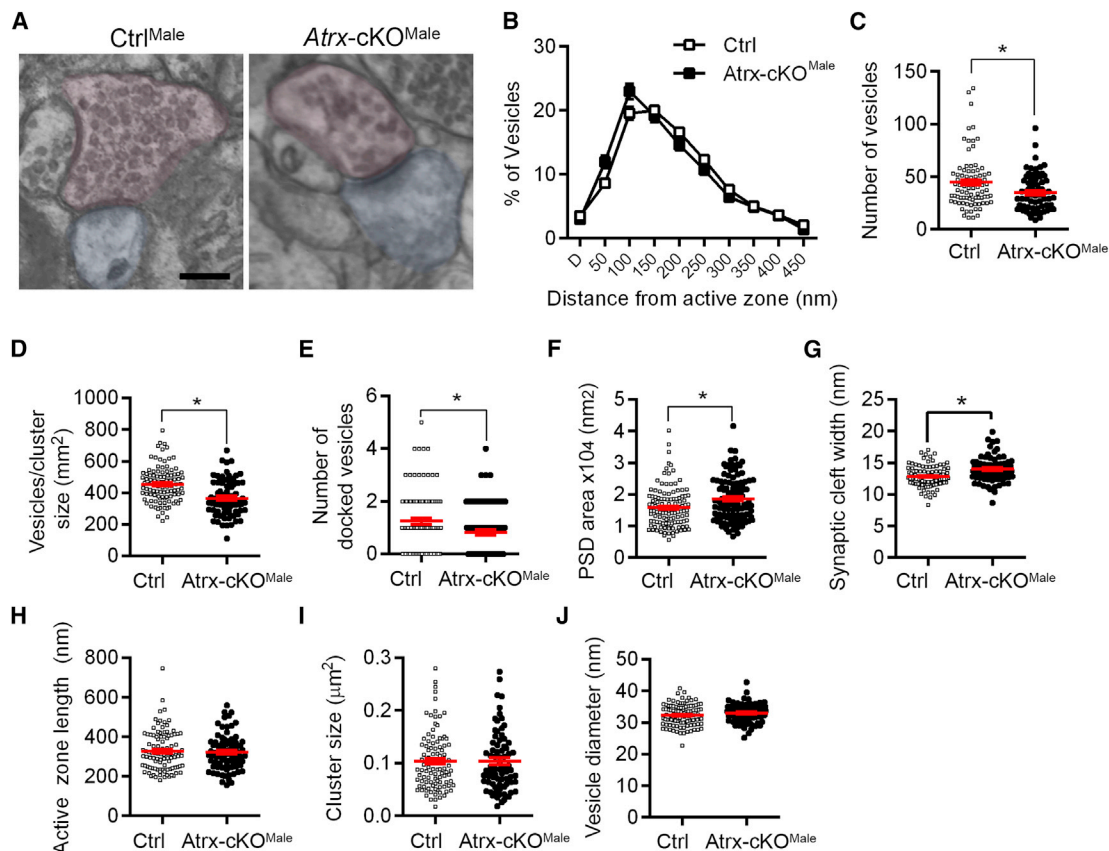 A
Ctrl^Male
Atrx-cKO^Male
B
% of Vesicles
30
20
10
0
Ctrl
Atrx-cKO^Male
D
50
100
150
200
250
300
350
400
450
Distance from active zone (nm)
C
Number of vesicles
150
100
50
0
*
Ctrl
Atrx-cKO^Male
D
Vesicles/cluster
size (mm²)
1000
800
600
400
200
0
*
Ctrl
Atrx-cKO^Male
E
Number of
docked vesicles
6
4
2
0
*
Ctrl
Atrx-cKO^Male
F
PSD area x104 (nm2)
5
4
3
2
1
0
*
Ctrl
Atrx-cKO^Male
G
Synaptic cleft width (nm)
25
20
15
10
5
0
*
Ctrl
Atrx-cKO^Male
H
Active zone length (nm)
800
600
400
200
0
Ctrl
Atrx-cKO^Male
I
Cluster size (μm²)
0.3
0.2
0.1
0.0
Ctrl
Atrx-cKO^Male
J
Vesicle diameter (nm)
50
40
30
20
10
0
Ctrl
Atrx-cKO^Male